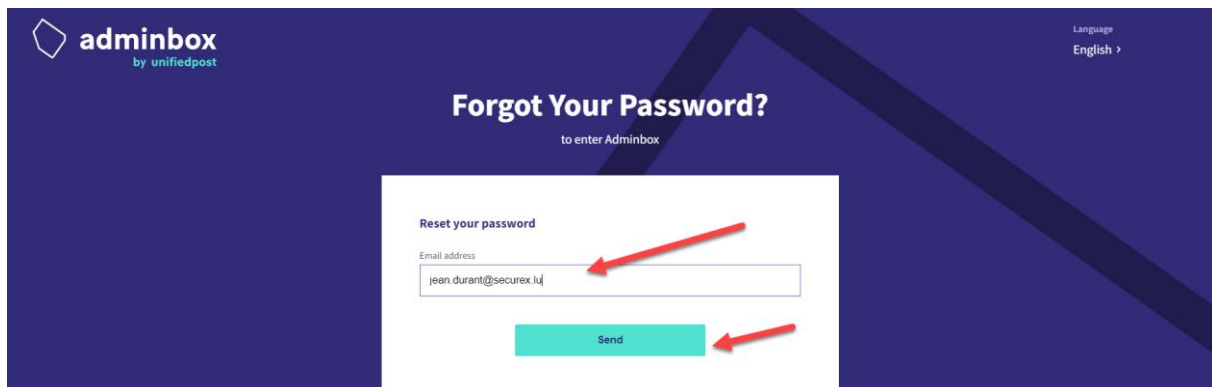 adminbox
by unifiedpost
Language
English ›
Forgot Your Password?
to enter Adminbox
Reset your password
Email address
jean.durant@securex.lu
Send